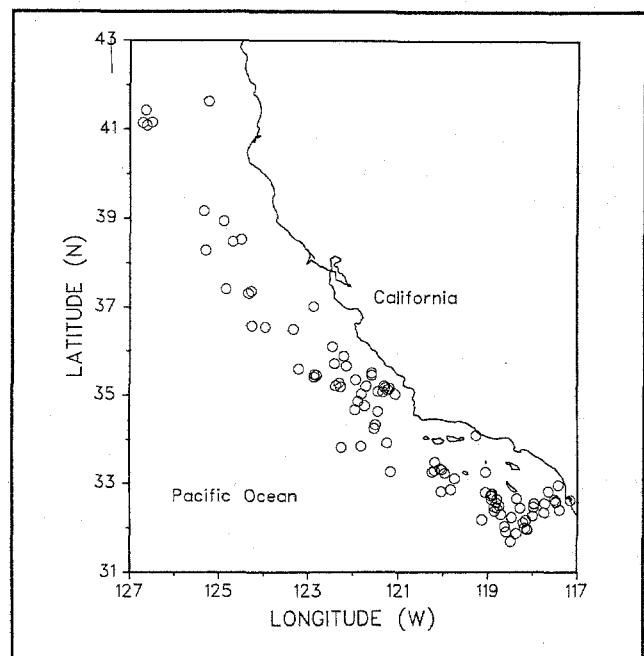 43
41
39
37
35
33
31
LATITUDE (N)
California
Pacific Ocean
127 125 123 121 119 117
LONGITUDE (W)